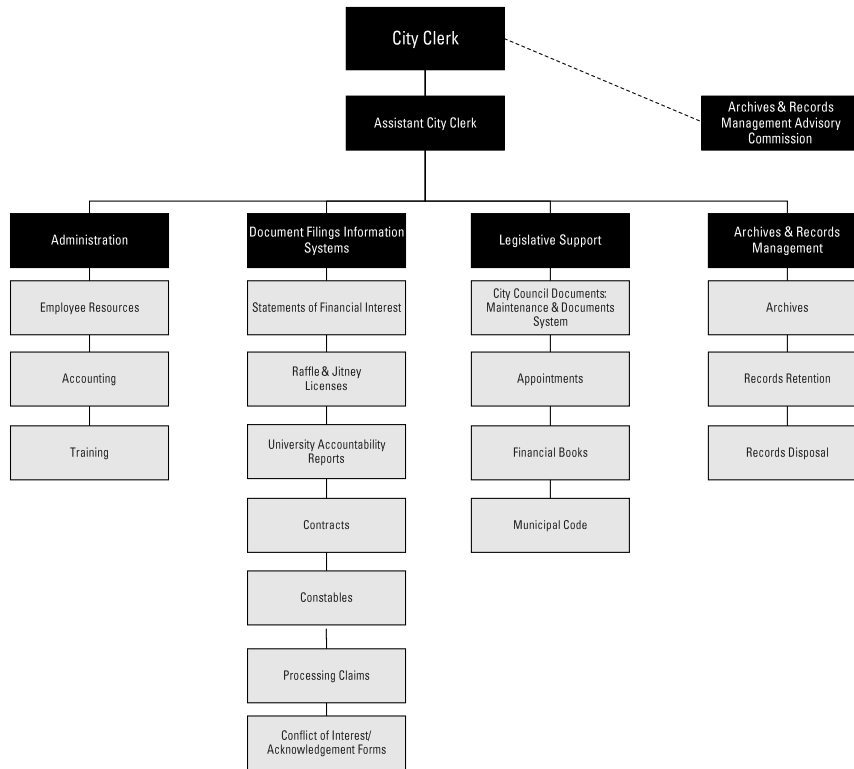 City Clerk
Assistant City Clerk
Archives & Records
Management Advisory
Commission
Administration
Employee Resources
Accounting
Training
Document Filings Information
Systems
Statements of Financial Interest
Raffle & Jitney
Licenses
University Accountability
Reports
Contracts
Constables
Processing Claims
Conflict of Interest/
Acknowledgement Forms
Legislative Support
City Council Documents:
Maintenance & Documents
System
Appointments
Financial Books
Municipal Code
Archives & Records
Management
Archives
Records Retention
Records Disposal